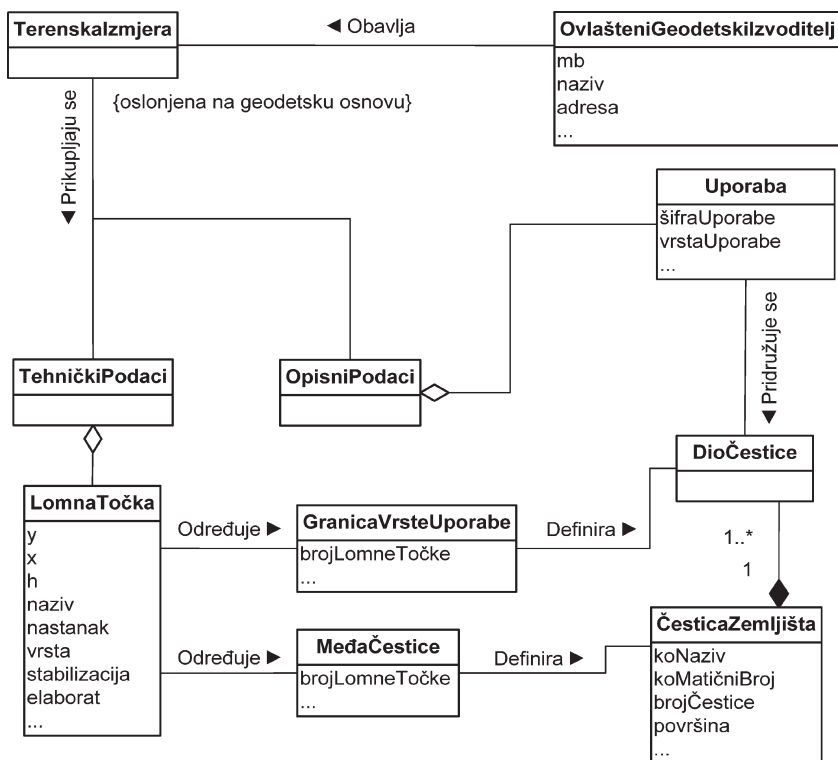 TerenskaIzmjera
◄ Obavlja
OvlašteniGeodetskiIzvoditelj
mb
naziv
adresa
...
{oslonjena na geodetsku osnovu}
◄ Prikupljaju se
Uporaba
šifraUporabe
vrstaUporabe
...
◄ Pridružuje se
TehničkiPodaci
OpisniPodaci
DioČestice
LomnaTočka
y
x
h
naziv
nastanak
vrsta
stabilizacija
elaborat
...
Određuje ►
GranicaVrsteUporabe
brojLomneTočke
...
Definira ►
1..*
1
Određuje ►
MeđaČestice
brojLomneTočke
...
Definira ►
ČesticaZemljišta
koNaziv
koMatičniBroj
brojČestice
površina
...